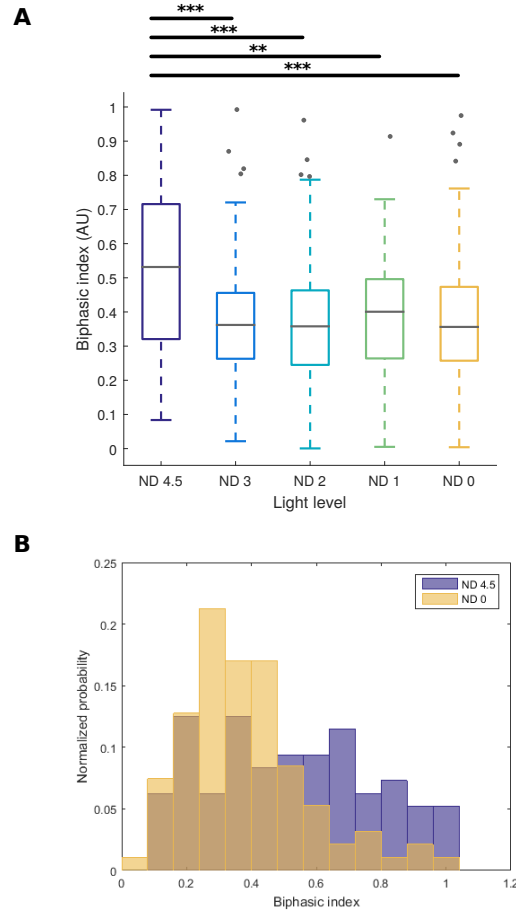 A
***
***
**
***
1
0.9
0.8
0.7
0.6
0.5
0.4
0.3
0.2
0.1
0
Biphasic index (AU)
ND 4.5 ND 3 ND 2 ND 1 ND 0
Light level
B
0.25
0.2
0.15
0.1
0.05
0
Normalized probability
ND 4.5
ND 0
0 0.2 0.4 0.6 0.8 1 1.2
Biphasic index